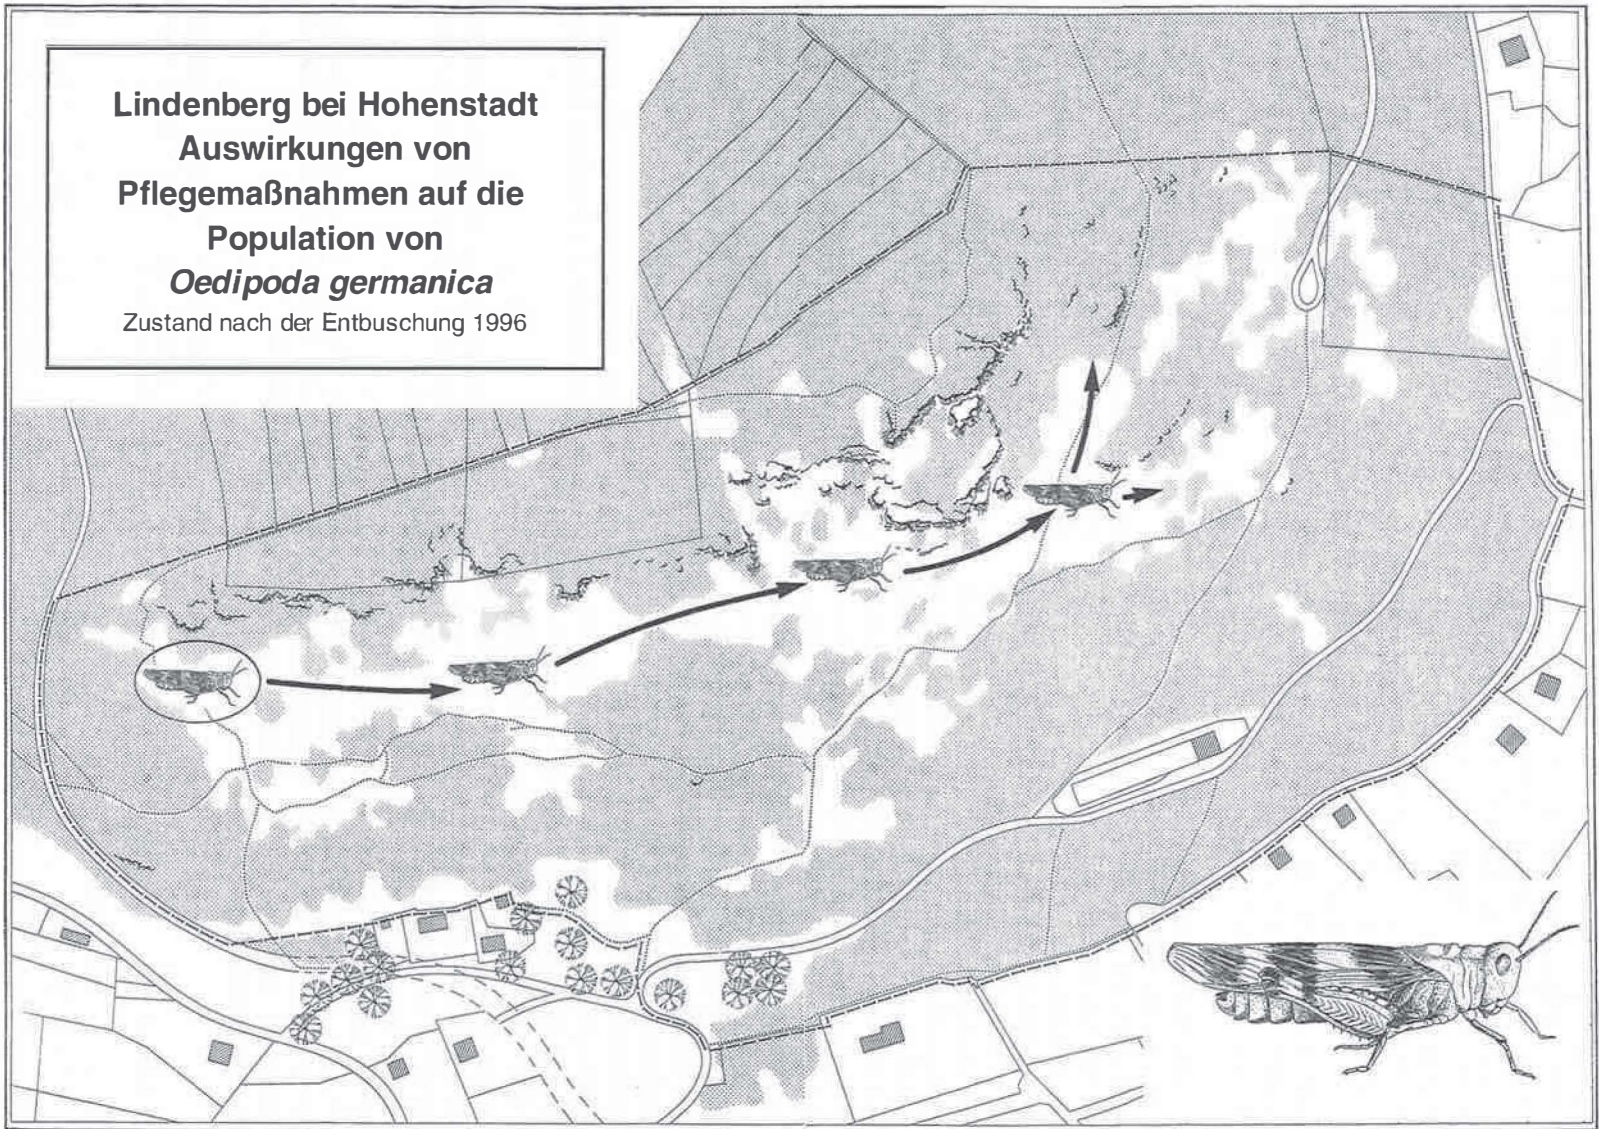 Lindenberg bei Hohenstadt
Auswirkungen von
Pflegemaßnahmen auf die
Population von
Oedipoda germanica
Zustand nach der Entbuschung 1996